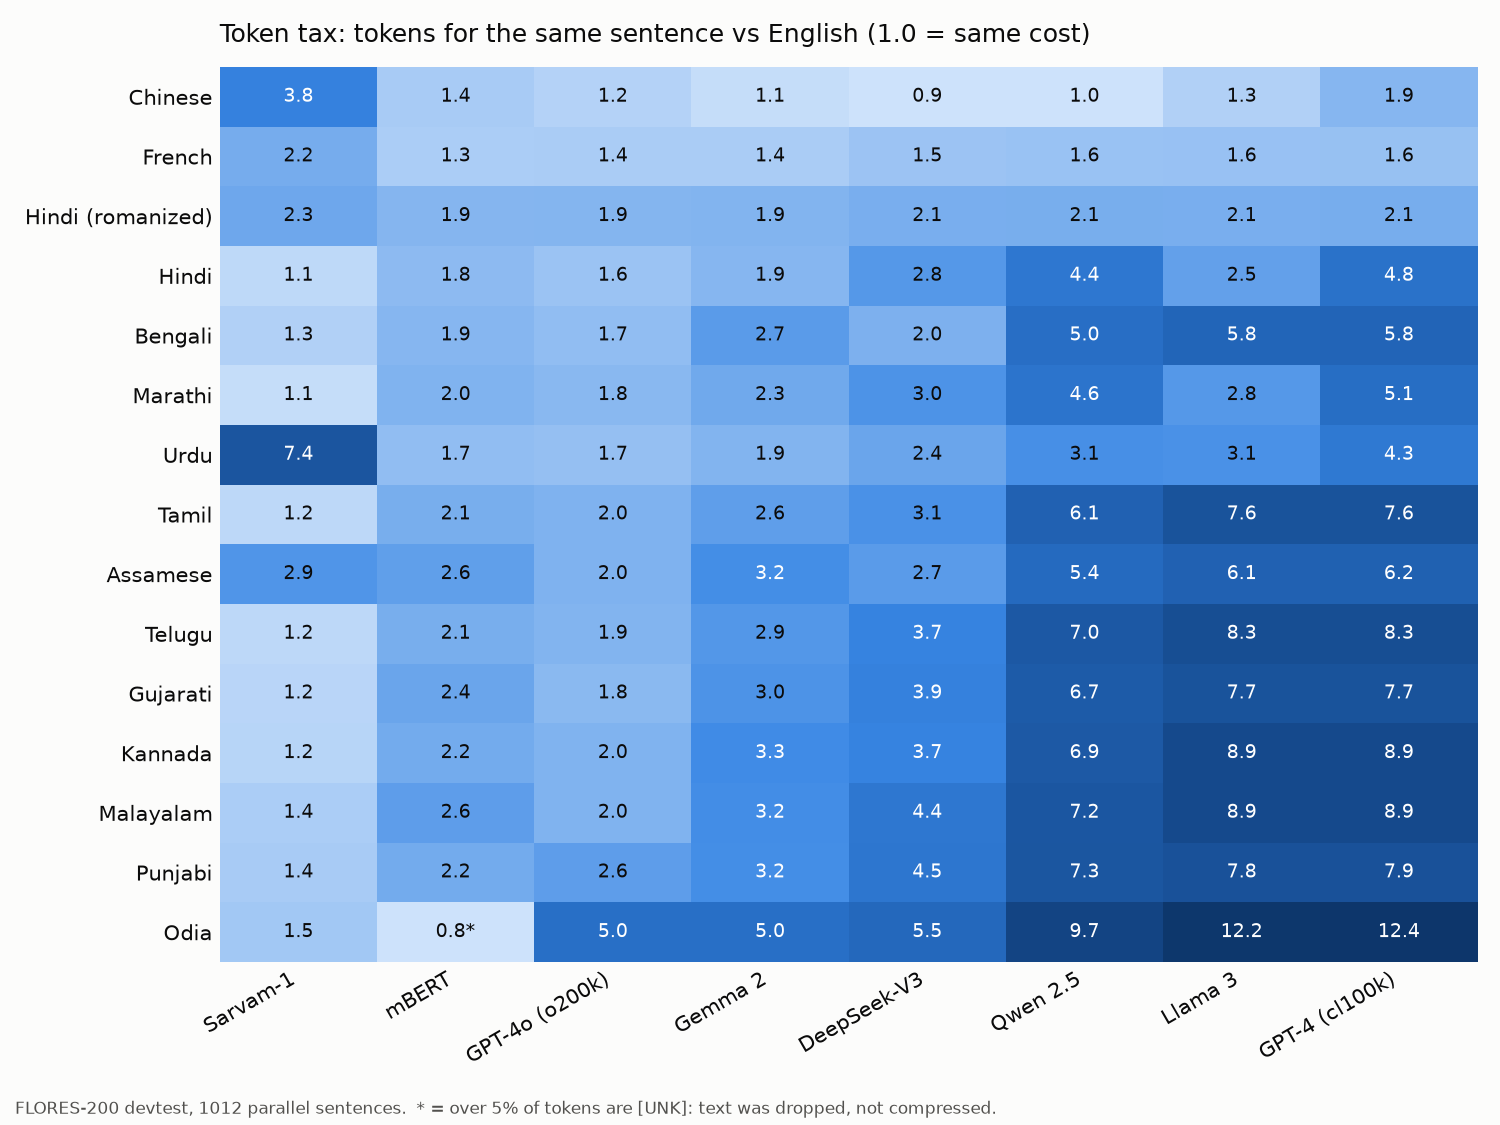 Token tax: tokens for the same sentence vs English (1.0 = same cost)
Chinese 3.8 1.4 1.2 1.1 0.9 1.0 1.3 1.9
French 2.2 1.3 1.4 1.4 1.5 1.6 1.6 1.6
Hindi (romanized) 2.3 1.9 1.9 1.9 2.1 2.1 2.1 2.1
Hindi 1.1 1.8 1.6 1.9 2.8 4.4 2.5 4.8
Bengali 1.3 1.9 1.7 2.7 2.0 5.0 5.8 5.8
Marathi 1.1 2.0 1.8 2.3 3.0 4.6 2.8 5.1
Urdu 7.4 1.7 1.7 1.9 2.4 3.1 3.1 4.3
Tamil 1.2 2.1 2.0 2.6 3.1 6.1 7.6 7.6
Assamese 2.9 2.6 2.0 3.2 2.7 5.4 6.1 6.2
Telugu 1.2 2.1 1.9 2.9 3.7 7.0 8.3 8.3
Gujarati 1.2 2.4 1.8 3.0 3.9 6.7 7.7 7.7
Kannada 1.2 2.2 2.0 3.3 3.7 6.9 8.9 8.9
Malayalam 1.4 2.6 2.0 3.2 4.4 7.2 8.9 8.9
Punjabi 1.4 2.2 2.6 3.2 4.5 7.3 7.8 7.9
Odia 1.5 0.8* 5.0 5.0 5.5 9.7 12.2 12.4
Sarvam-1 mBERT GPT-4o (o200k) Gemma 2 DeepSeek-V3 Qwen 2.5 Llama 3 GPT-4 (cl100k)
FLORES-200 devtest, 1012 parallel sentences.  * = over 5% of tokens are [UNK]: text was dropped, not compressed.